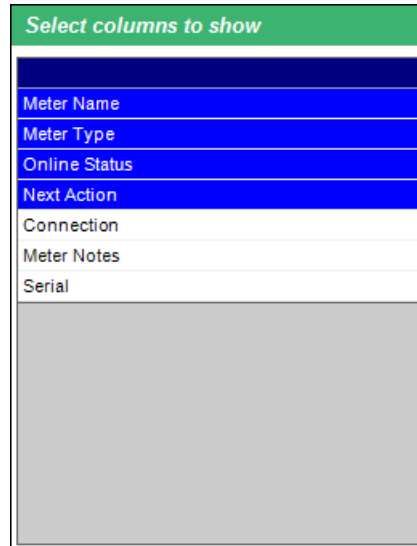 Select columns to show
Meter Name
Meter Type
Online Status
Next Action
Connection
Meter Notes
Serial